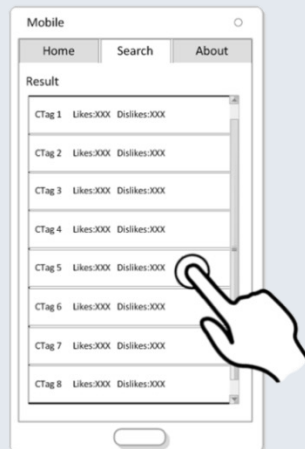 Mobile
Home Search About
Result
CTag 1 Likes:XXX Dislikes:XXX
CTag 2 Likes:XXX Dislikes:XXX
CTag 3 Likes:XXX Dislikes:XXX
CTag 4 Likes:XXX Dislikes:XXX
CTag 5 Likes:XXX Dislikes:XXX
CTag 6 Likes:XXX Dislikes:XXX
CTag 7 Likes:XXX Dislikes:XXX
CTag 8 Likes:XXX Dislikes:XXX